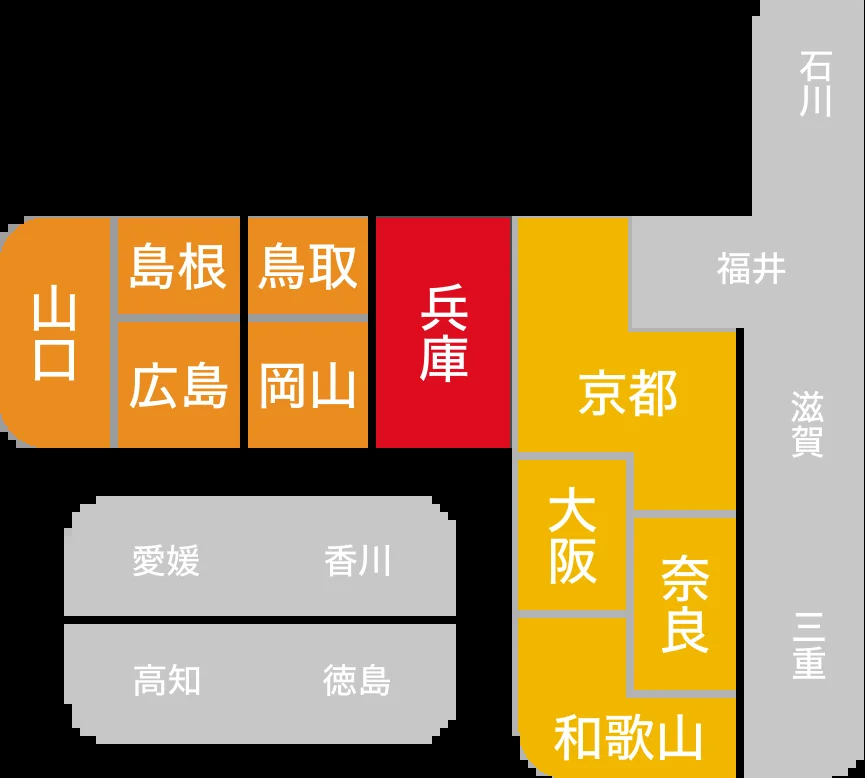 石川
福井
島根
鳥取
山口
兵庫
広島
岡山
京都
滋賀
大阪
愛媛
香川
奈良
三重
高知
徳島
和歌山